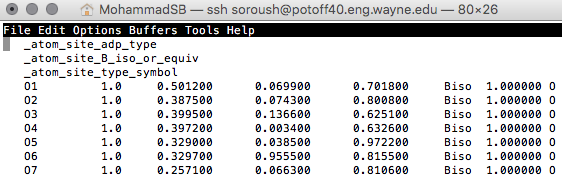 MohammadSB — ssh soroush@potoff40.eng.wayne.edu — 80×26
File Edit Options Buffers Tools Help
_atom_site_adp_type
_atom_site_B_iso_or_equiv
_atom_site_type_symbol
O1 1.0 0.501200 0.069900 0.701800 Biso 1.000000 O
O2 1.0 0.387500 0.074300 0.800800 Biso 1.000000 O
O3 1.0 0.399500 0.136600 0.625100 Biso 1.000000 O
O4 1.0 0.397200 0.003400 0.632600 Biso 1.000000 O
O5 1.0 0.329000 0.038500 0.972200 Biso 1.000000 O
O6 1.0 0.329700 0.955500 0.815500 Biso 1.000000 O
O7 1.0 0.257100 0.066300 0.810600 Biso 1.000000 O